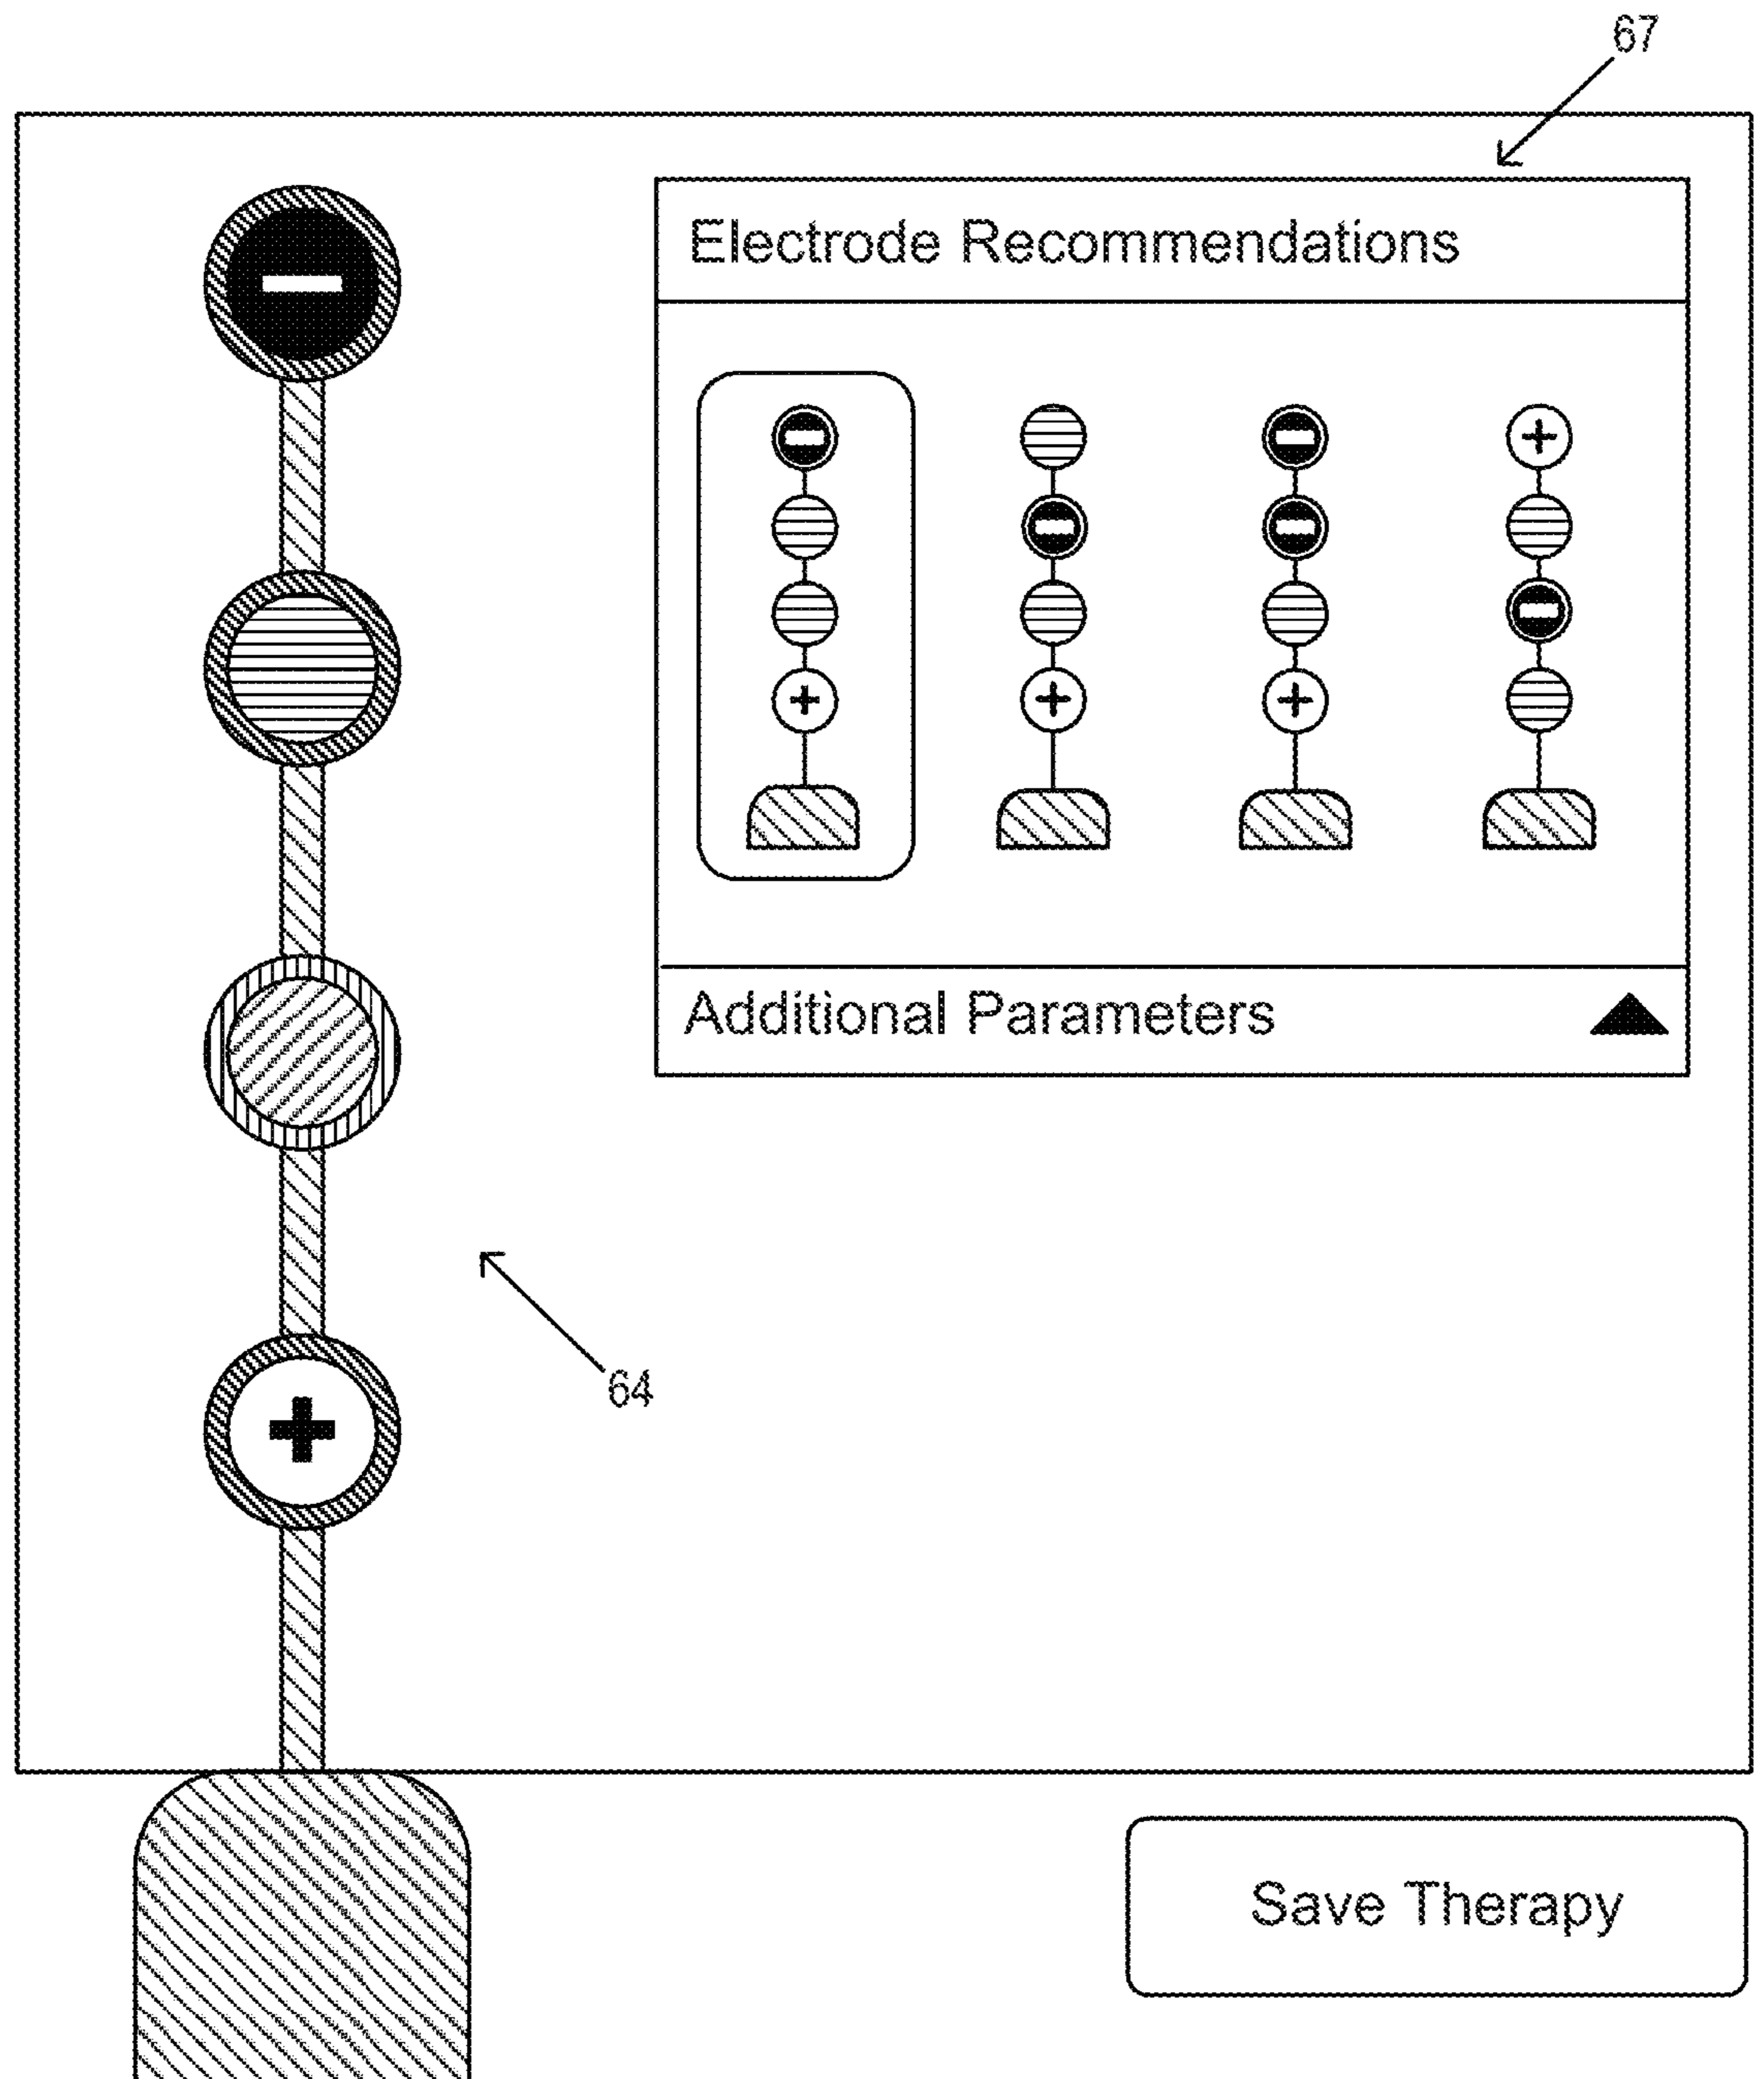 67
Electrode Recommendations
Additional Parameters
64
Save Therapy